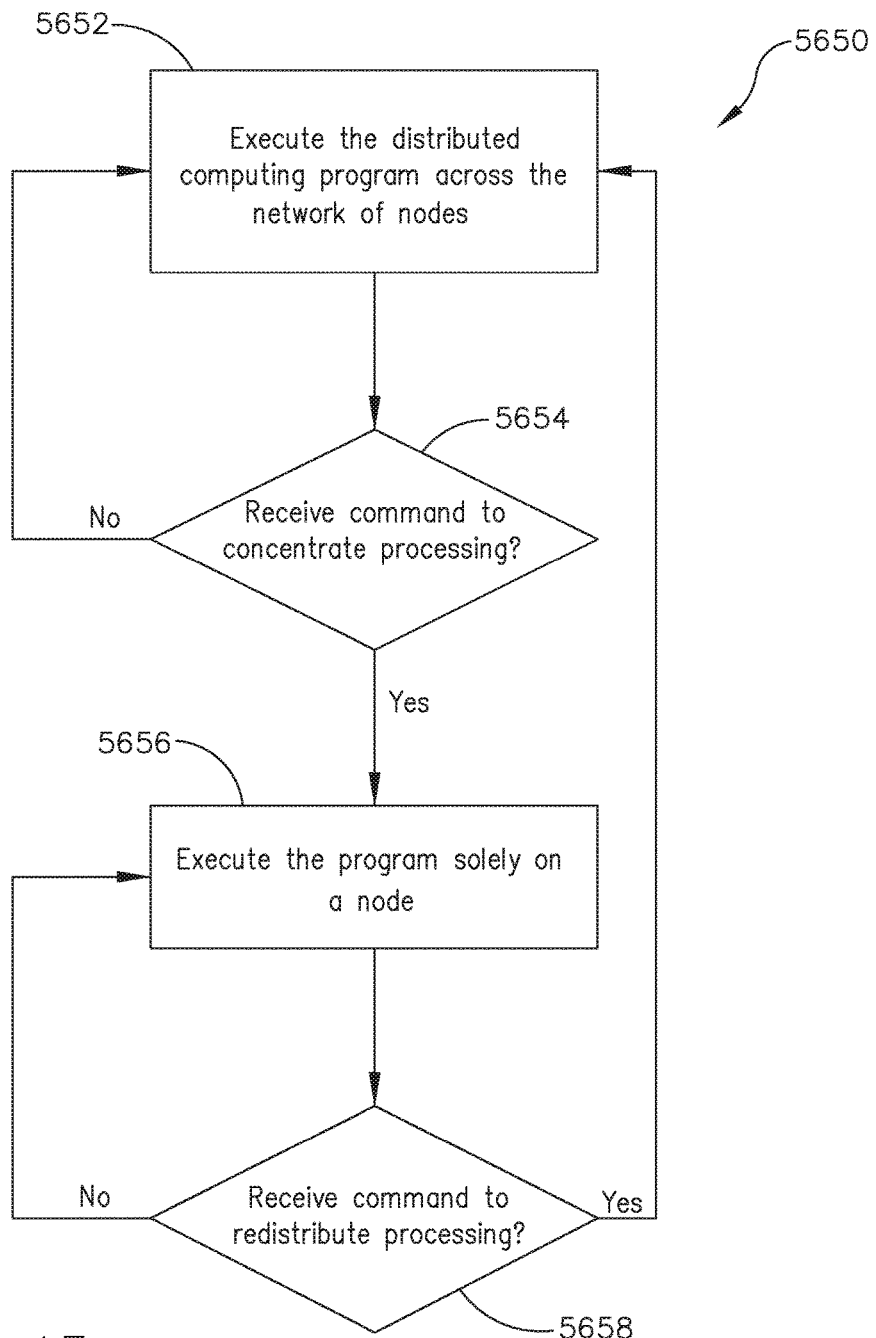 5652
5650
Execute the distributed
computing program across the
network of nodes
5654
Receive command to
concentrate processing?
No
Yes
5656
Execute the program solely on
a node
Receive command to
redistribute processing?
No
Yes
5658